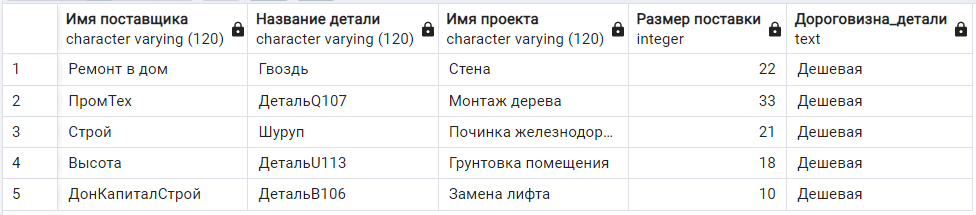 Имя поставщика Название детали Имя проекта Размер поставки Дороговизна_детали
character varying (120) character varying (120) character varying (120) integer text
1 Ремонт в дом Гвоздь Стена 22 Дешевая
2 ПромТех ДетальQ107 Монтаж дерева 33 Дешевая
3 Строй Шуруп Починка железнодор... 21 Дешевая
4 Высота ДетальU113 Грунтовка помещения 18 Дешевая
5 ДонКапиталСтрой ДетальB106 Замена лифта 10 Дешевая